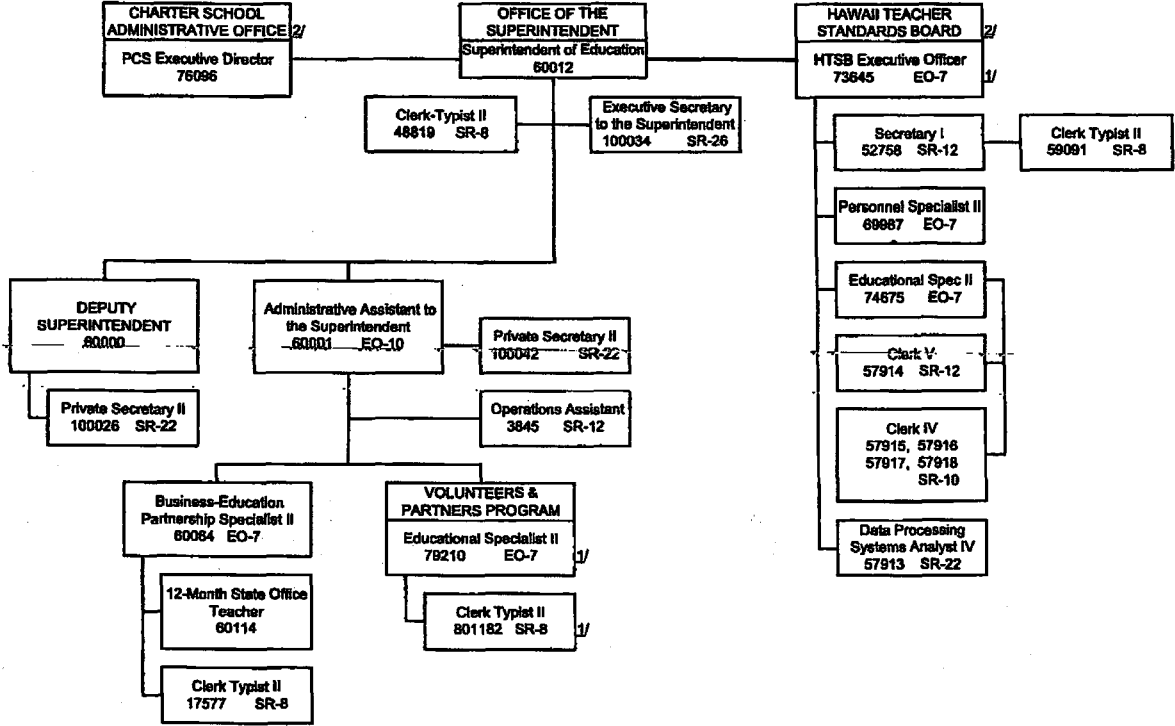 CHARTER SCHOOL
ADMINISTRATIVE OFFICE 2/
PCS Executive Director
76096
OFFICE OF THE
SUPERINTENDENT
Superintendent of Education
60012
HAWAII TEACHER
STANDARDS BOARD 2/
HTSB Executive Officer
73645 EO-7 1/
Clerk-Typist II
48819 SR-8
Executive Secretary
to the Superintendent
100034 SR-26
Secretary I
52758 SR-12
Clerk Typist II
59091 SR-8
Personnel Specialist II
69987 EO-7
Educational Spec II
74675 EO-7
Clerk V
57914 SR-12
Clerk IV
57915, 57916
57917, 57918
SR-10
Data Processing
Systems Analyst IV
57913 SR-22
DEPUTY
SUPERINTENDENT
60000
Private Secretary II
100026 SR-22
Administrative Assistant to
the Superintendent
60001 EO-10
Private Secretary II
100042 SR-22
Operations Assistant
3845 SR-12
Business-Education
Partnership Specialist II
60064 EO-7
12-Month State Office
Teacher
60114
Clerk Typist II
17577 SR-8
VOLUNTEERS &
PARTNERS PROGRAM
Educational Specialist II
79210 EO-7 1/
Clerk Typist II
801182 SR-8 1/